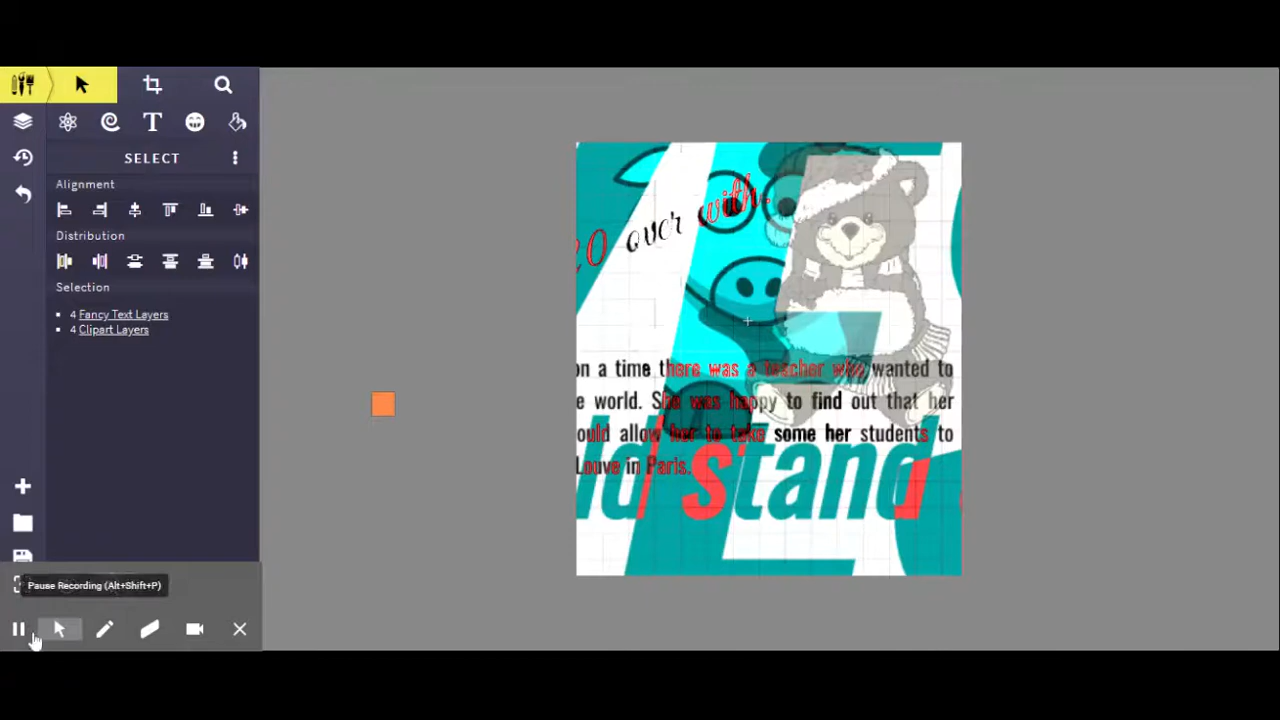 SELECT
Alignment
Distribution
Selection
4 Fancy Text Layers
4 Clipart Layers
Pause Recording (Alt+Shift+P)
over with.
on a time there was a teacher who wanted to
e world. She was happy to find out that her
ould allow her to take some her students to
Louve in Paris.
ld stand